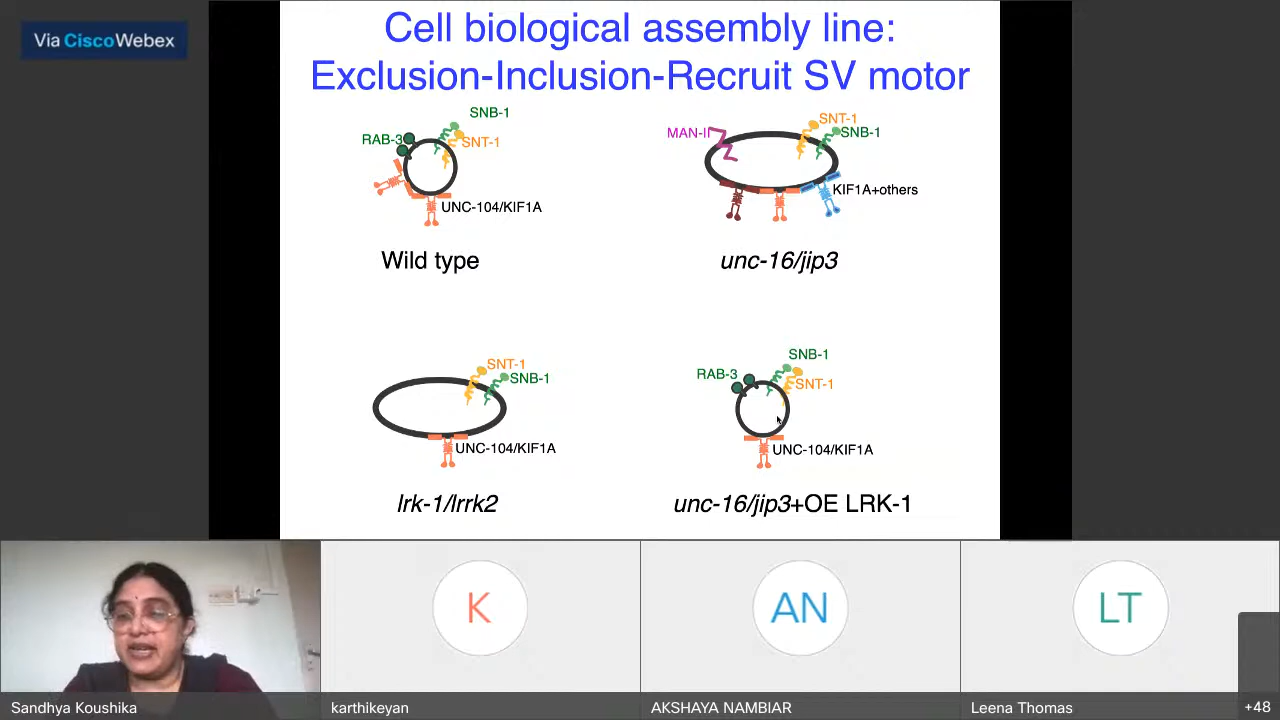 Via Cisco Webex
Cell biological assembly line:
Exclusion-Inclusion-Recruit SV motor
SNB-1
RAB-3
SNT-1
UNC-104/KIF1A
Wild type
SNT-1
MAN-II
SNB-1
KIF1A+others
unc-16/jip3
SNT-1
SNB-1
UNC-104/KIF1A
lrk-1/lrrk2
SNB-1
RAB-3
SNT-1
UNC-104/KIF1A
unc-16/jip3+OE LRK-1
K
AN
LT
Sandhya Koushika
karthikeyan
AKSHAYA NAMBIAR
Leena Thomas
+48